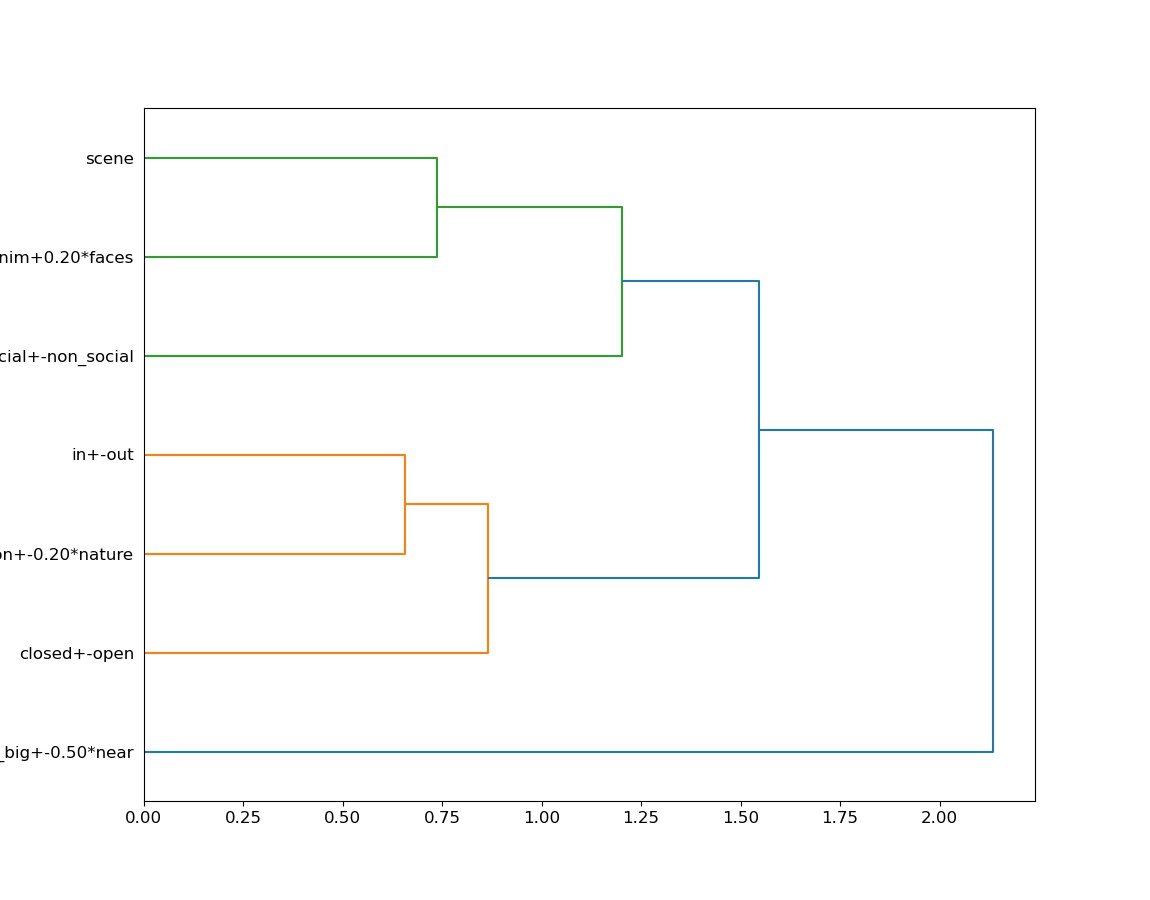 scene
nim+0.20*faces
cial+-non_social
in+-out
on+-0.20*nature
closed+-open
_big+-0.50*near
0.00 0.25 0.50 0.75 1.00 1.25 1.50 1.75 2.00